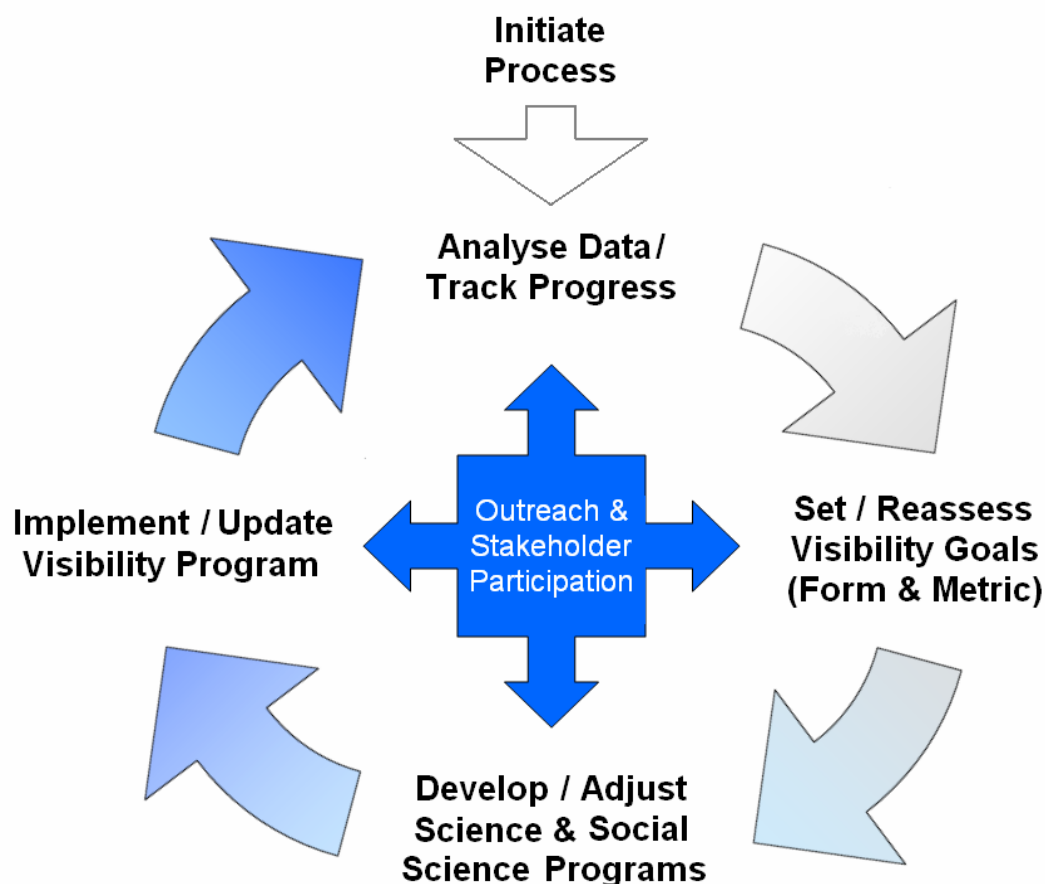 Initiate
Process
Analyse Data /
Track Progress
Set / Reassess
Visibility Goals
(Form & Metric)
Develop / Adjust
Science & Social
Science Programs
Implement / Update
Visibility Program
Outreach &
Stakeholder
Participation